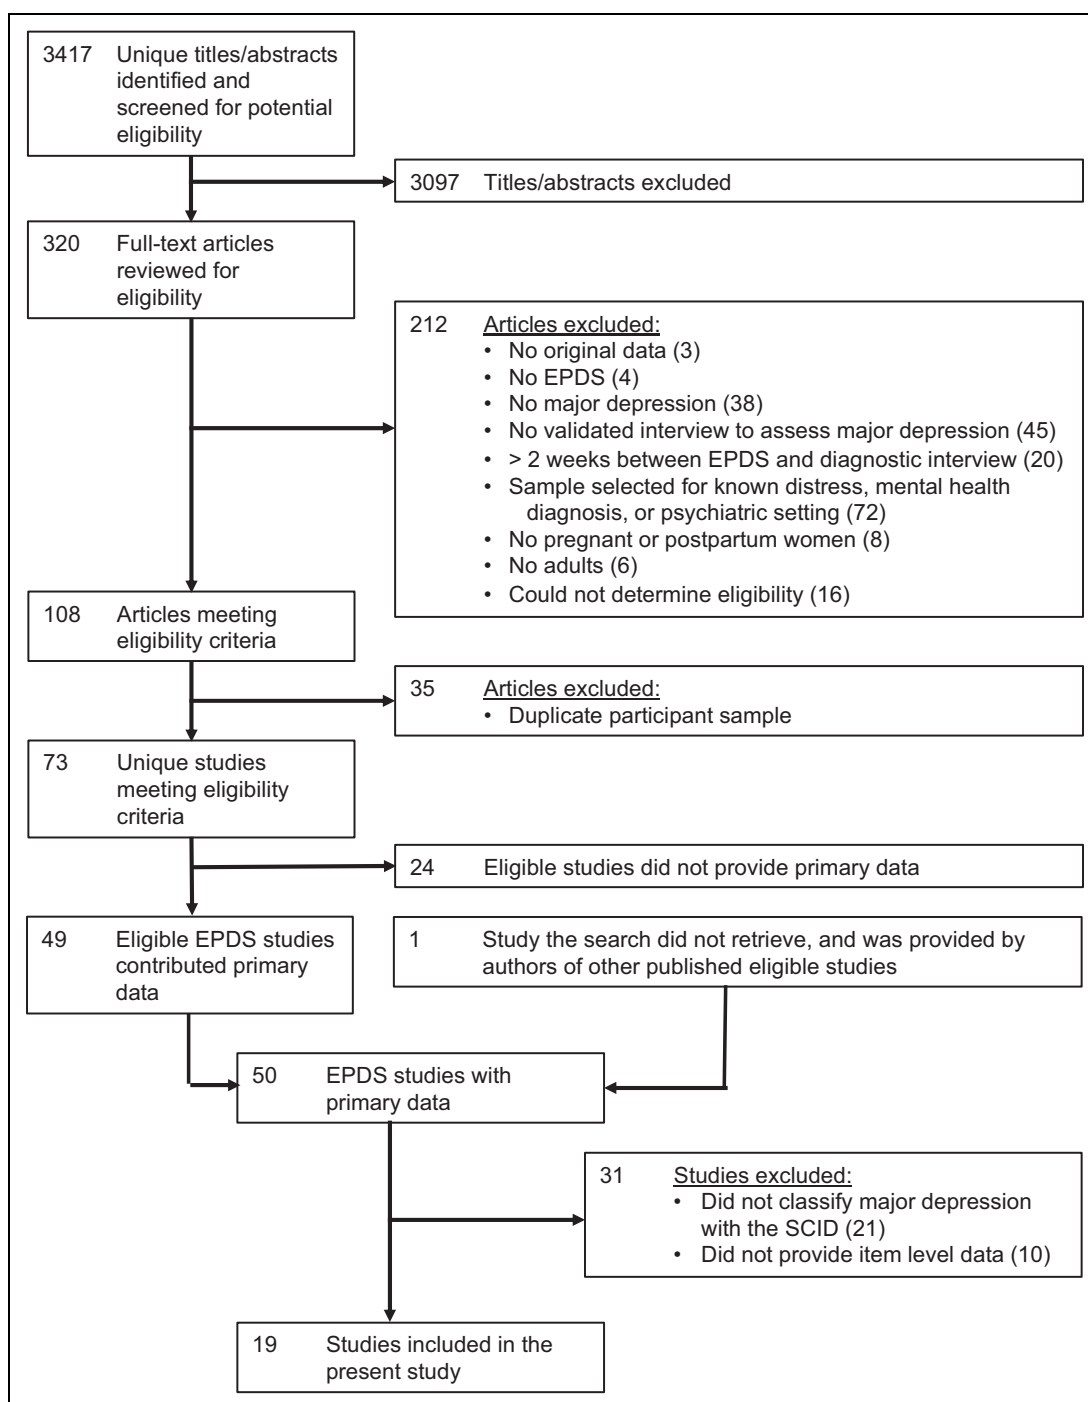 3417 Unique titles/abstracts
identified and
screened for potential
eligibility
3097 Titles/abstracts excluded
320 Full-text articles
reviewed for
eligibility
212 Articles excluded:
• No original data (3)
• No EPDS (4)
• No major depression (38)
• No validated interview to assess major depression (45)
• > 2 weeks between EPDS and diagnostic interview (20)
• Sample selected for known distress, mental health
diagnosis, or psychiatric setting (72)
• No pregnant or postpartum women (8)
• No adults (6)
• Could not determine eligibility (16)
108 Articles meeting
eligibility criteria
35 Articles excluded:
• Duplicate participant sample
73 Unique studies
meeting eligibility
criteria
24 Eligible studies did not provide primary data
49 Eligible EPDS studies
contributed primary
data
1 Study the search did not retrieve, and was provided by
authors of other published eligible studies
50 EPDS studies with
primary data
31 Studies excluded:
• Did not classify major depression
with the SCID (21)
• Did not provide item level data (10)
19 Studies included in the
present study